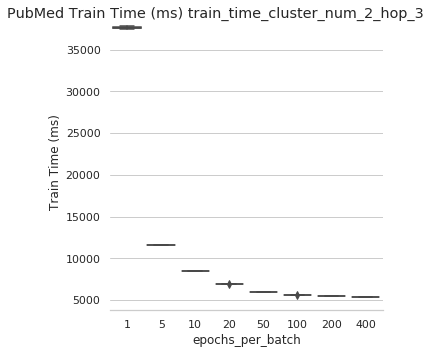 PubMed Train Time (ms) train_time_cluster_num_2_hop_3
35000
30000
25000
20000
15000
10000
5000
Train Time (ms)
1 5 10 20 50 100 200 400
epochs_per_batch